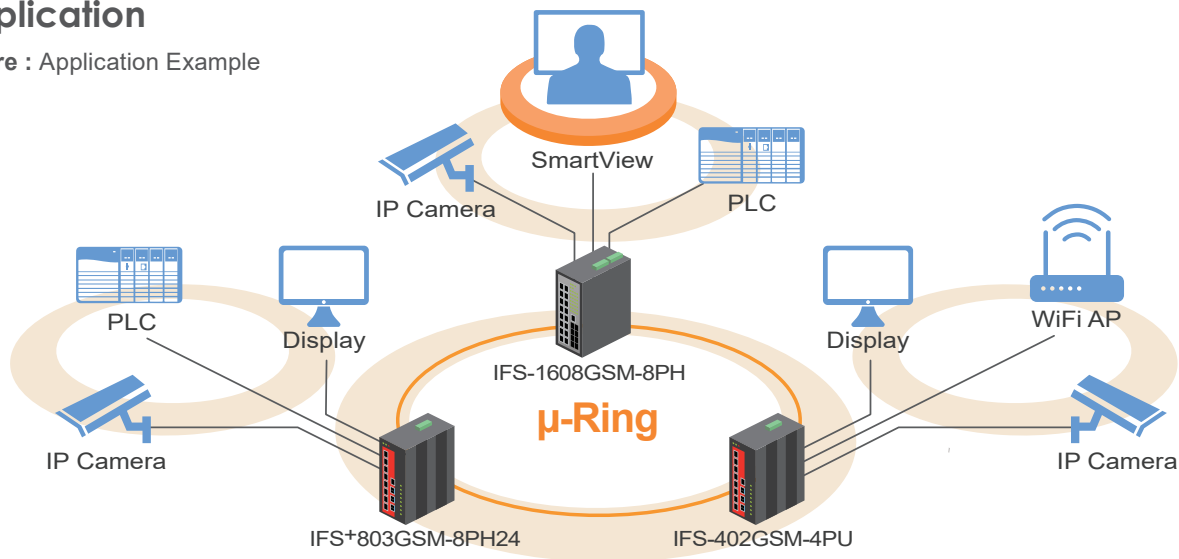 plication
re : Application Example
SmartView
IP Camera
PLC
PLC
Display
Display
WiFi AP
IFS-1608GSM-8PH
μ-Ring
IP Camera
IP Camera
IFS+803GSM-8PH24
IFS-402GSM-4PU